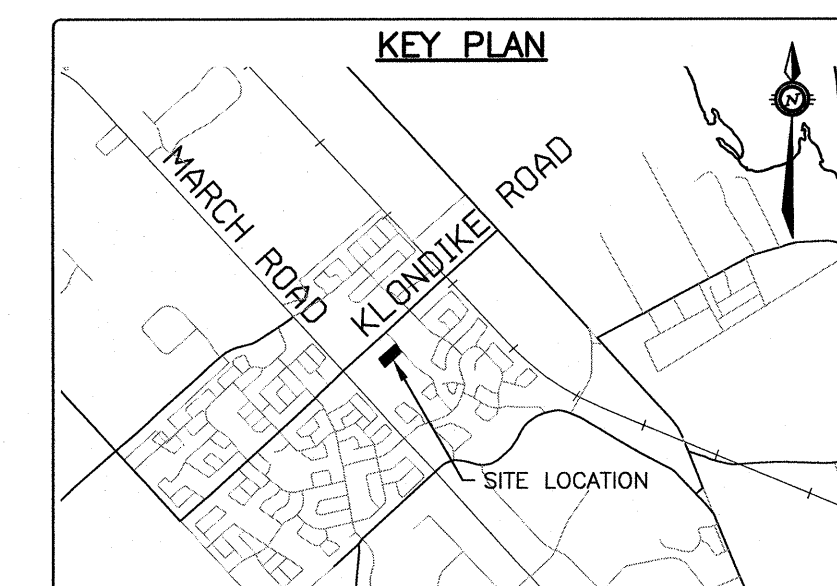 KEY PLAN
N
MARCH ROAD
KLONDIKE ROAD
SITE LOCATION